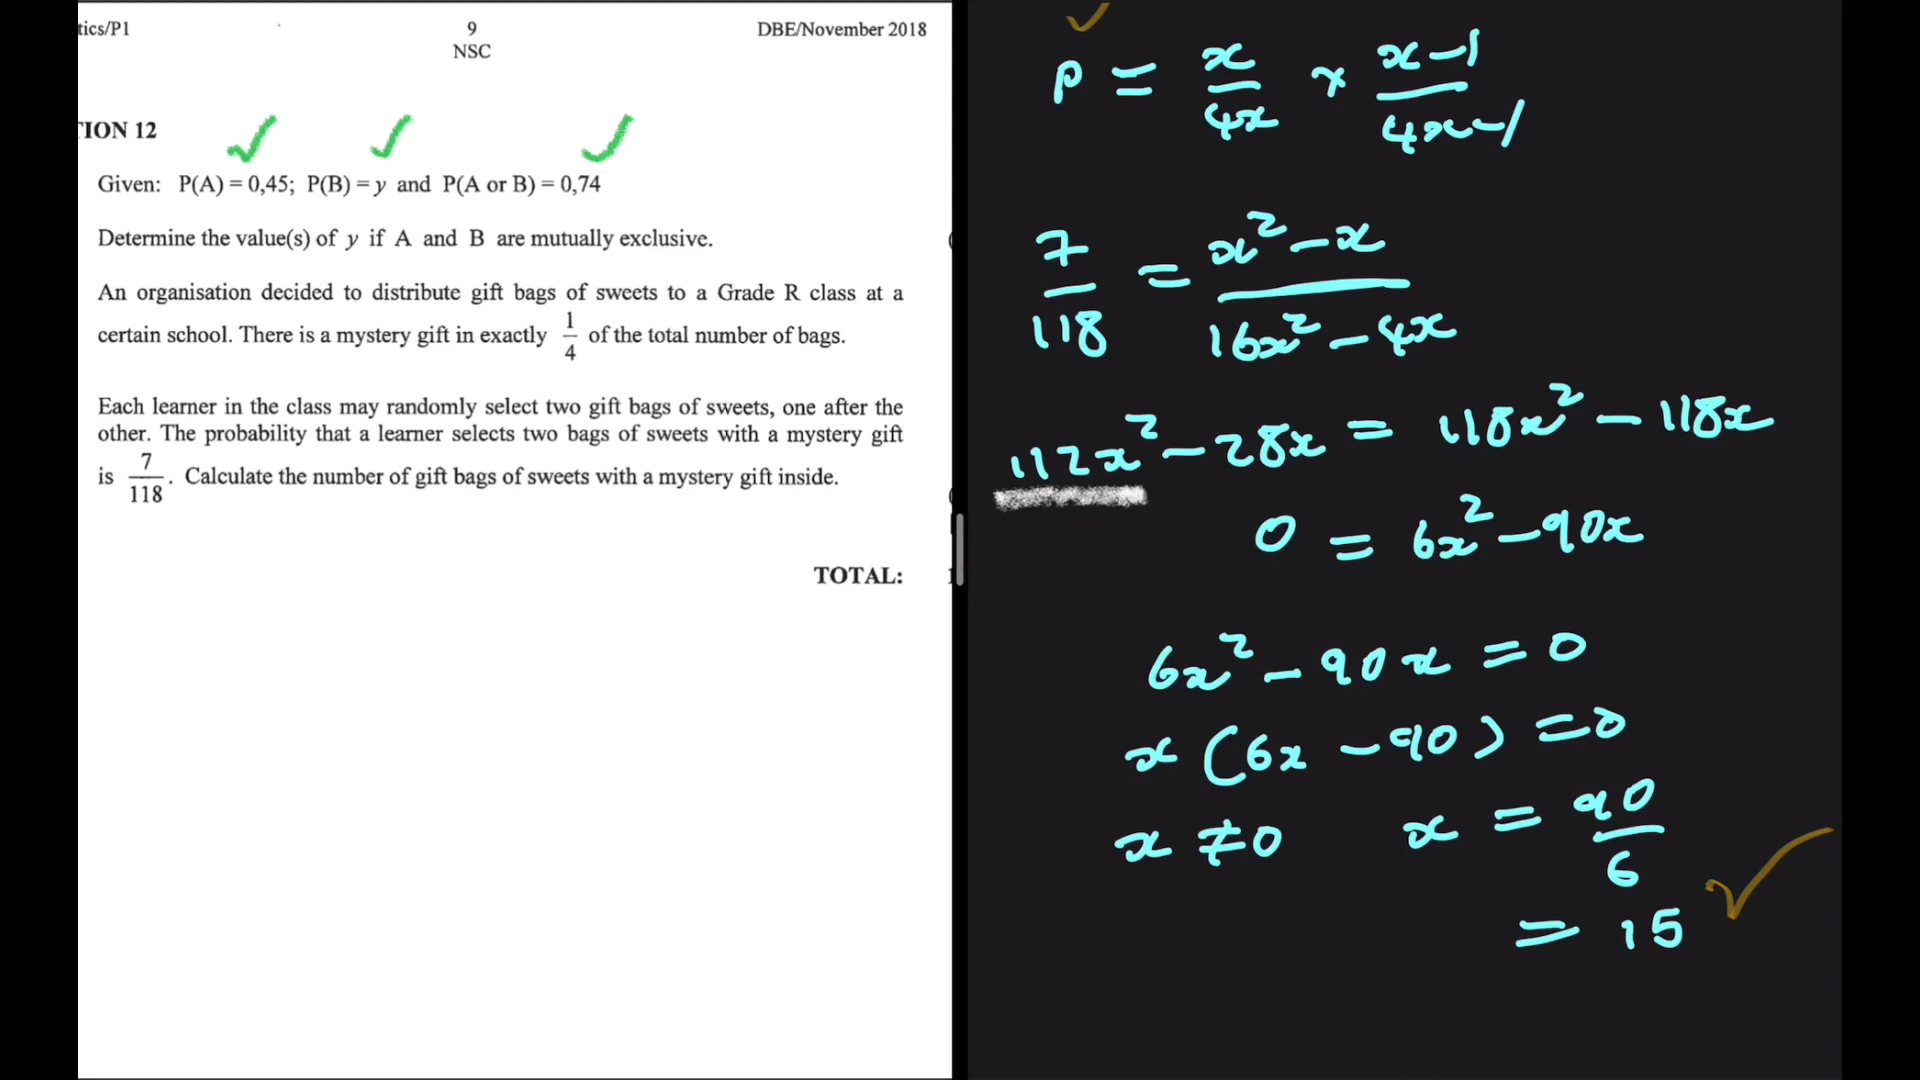 tics/P1 9 DBE/November 2018
NSC
TION 12
Given: P(A) = 0,45; P(B) = y and P(A or B) = 0,74
Determine the value(s) of y if A and B are mutually exclusive.
An organisation decided to distribute gift bags of sweets to a Grade R class at a
certain school. There is a mystery gift in exactly 1/4 of the total number of bags.
Each learner in the class may randomly select two gift bags of sweets, one after the
other. The probability that a learner selects two bags of sweets with a mystery gift
is 7/118. Calculate the number of gift bags of sweets with a mystery gift inside.
TOTAL:
P = x/4x × x-1/4x-1
7/118 = x² - x/16x² - 4x
112x² - 28x = 118x² - 118x
0 = 6x² - 90x
6x² - 90x = 0
x (6x - 90) = 0
x ≠ 0 x = 90/6
= 15